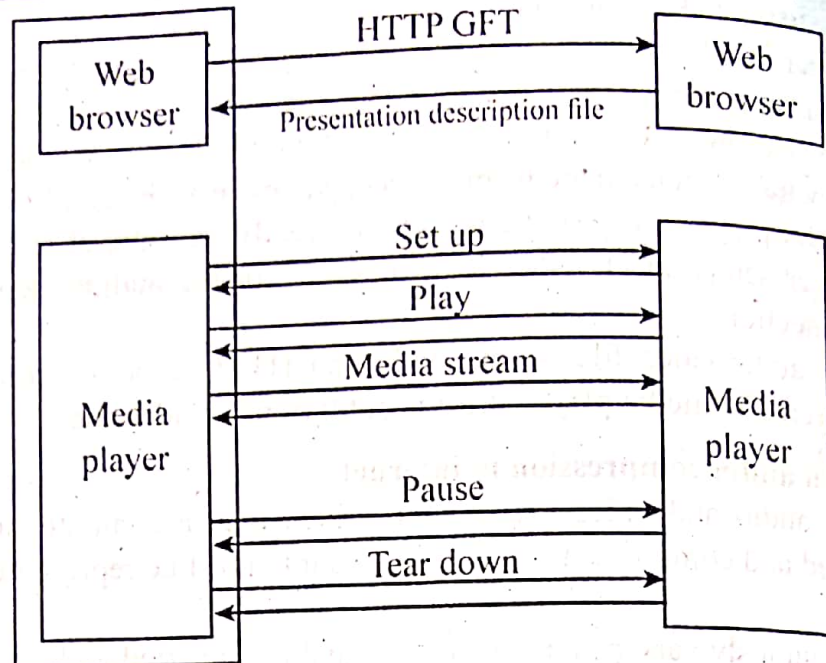 HTTP GFT
Web
browser
Web
browser
Presentation description file
Set up
Play
Media stream
Media
player
Media
player
Pause
Tear down